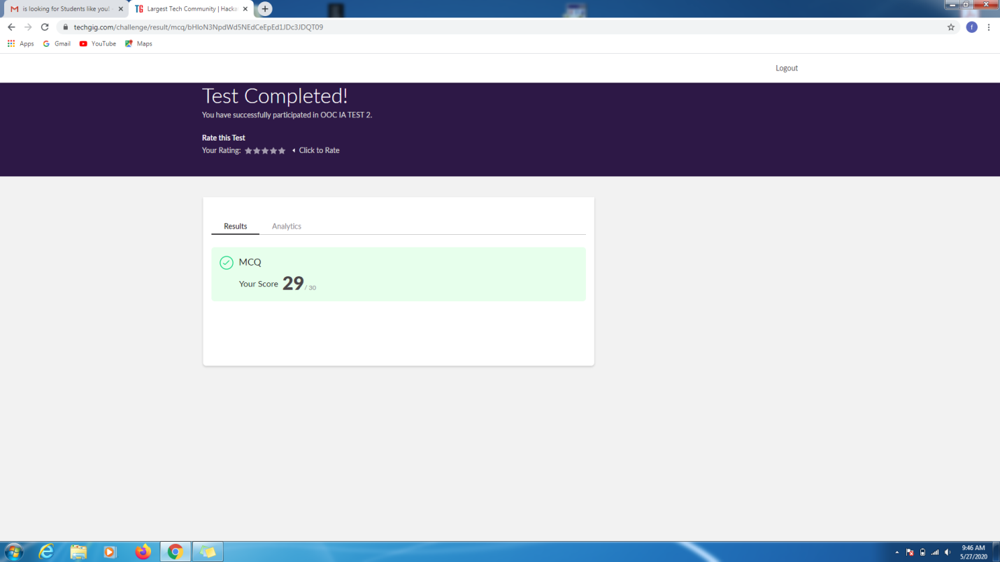 is looking for Students like you!
TG Largest Tech Community | Hacka
techgig.com/challenge/result/mcq/bHIoN3NpdWd5NEdCeEpEd1JDc3JDQT09
f
Apps G Gmail YouTube Maps
Logout
Test Completed!
You have successfully participated in OOC IA TEST 2.
Rate this Test
Your Rating: Click to Rate
Results Analytics
MCQ
Your Score 29 / 30
9:46 AM
5/27/2020